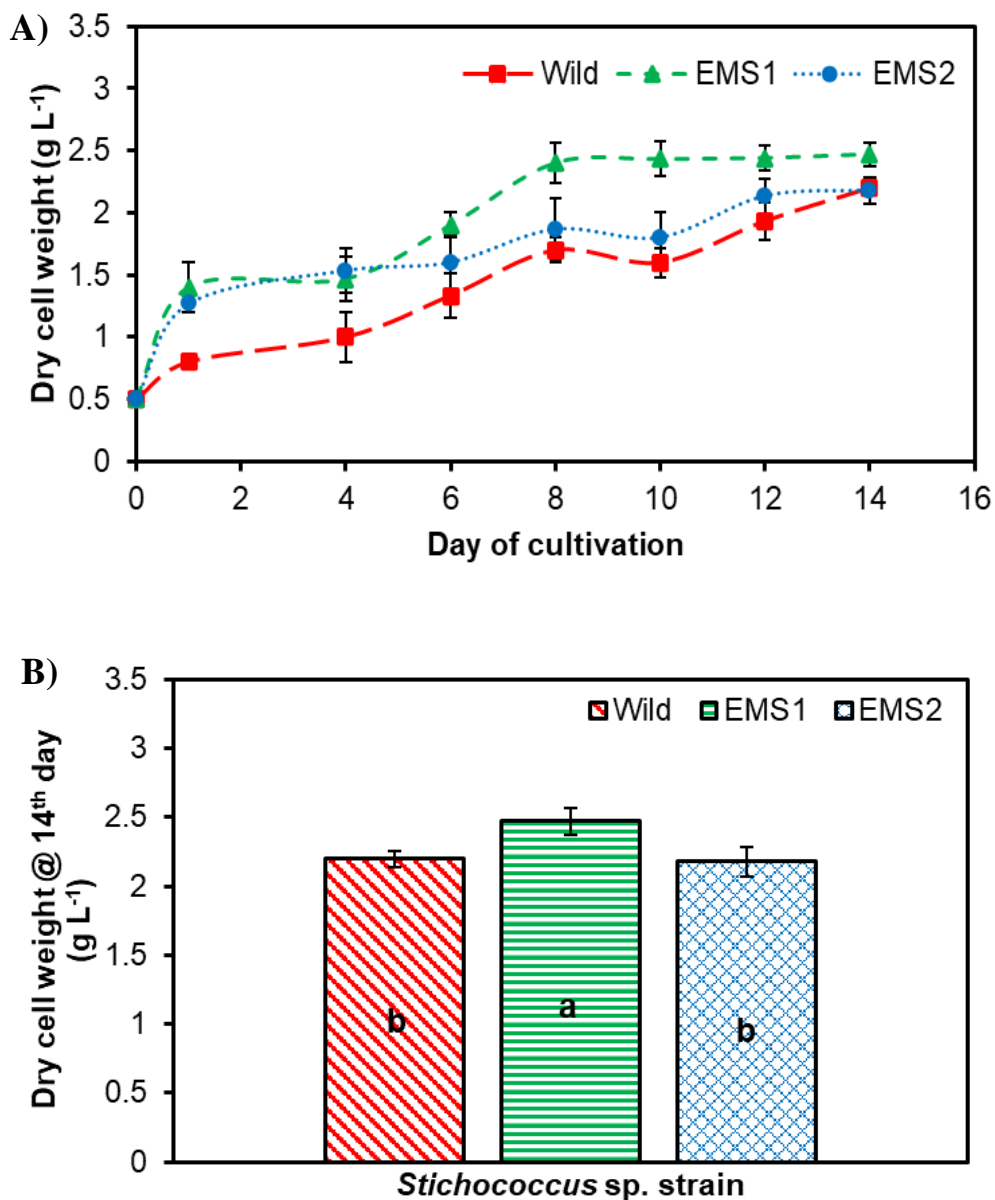 A)
3.5
3
2.5
2
1.5
1
0.5
0
Dry cell weight (g L⁻¹)
Wild EMS1 EMS2
0 2 4 6 8 10 12 14 16
Day of cultivation
B)
3.5
3
2.5
2
1.5
1
0.5
0
Dry cell weight @ 14ᵗʰ day
(g L⁻¹)
Wild EMS1 EMS2
b a b
Stichococcus sp. strain